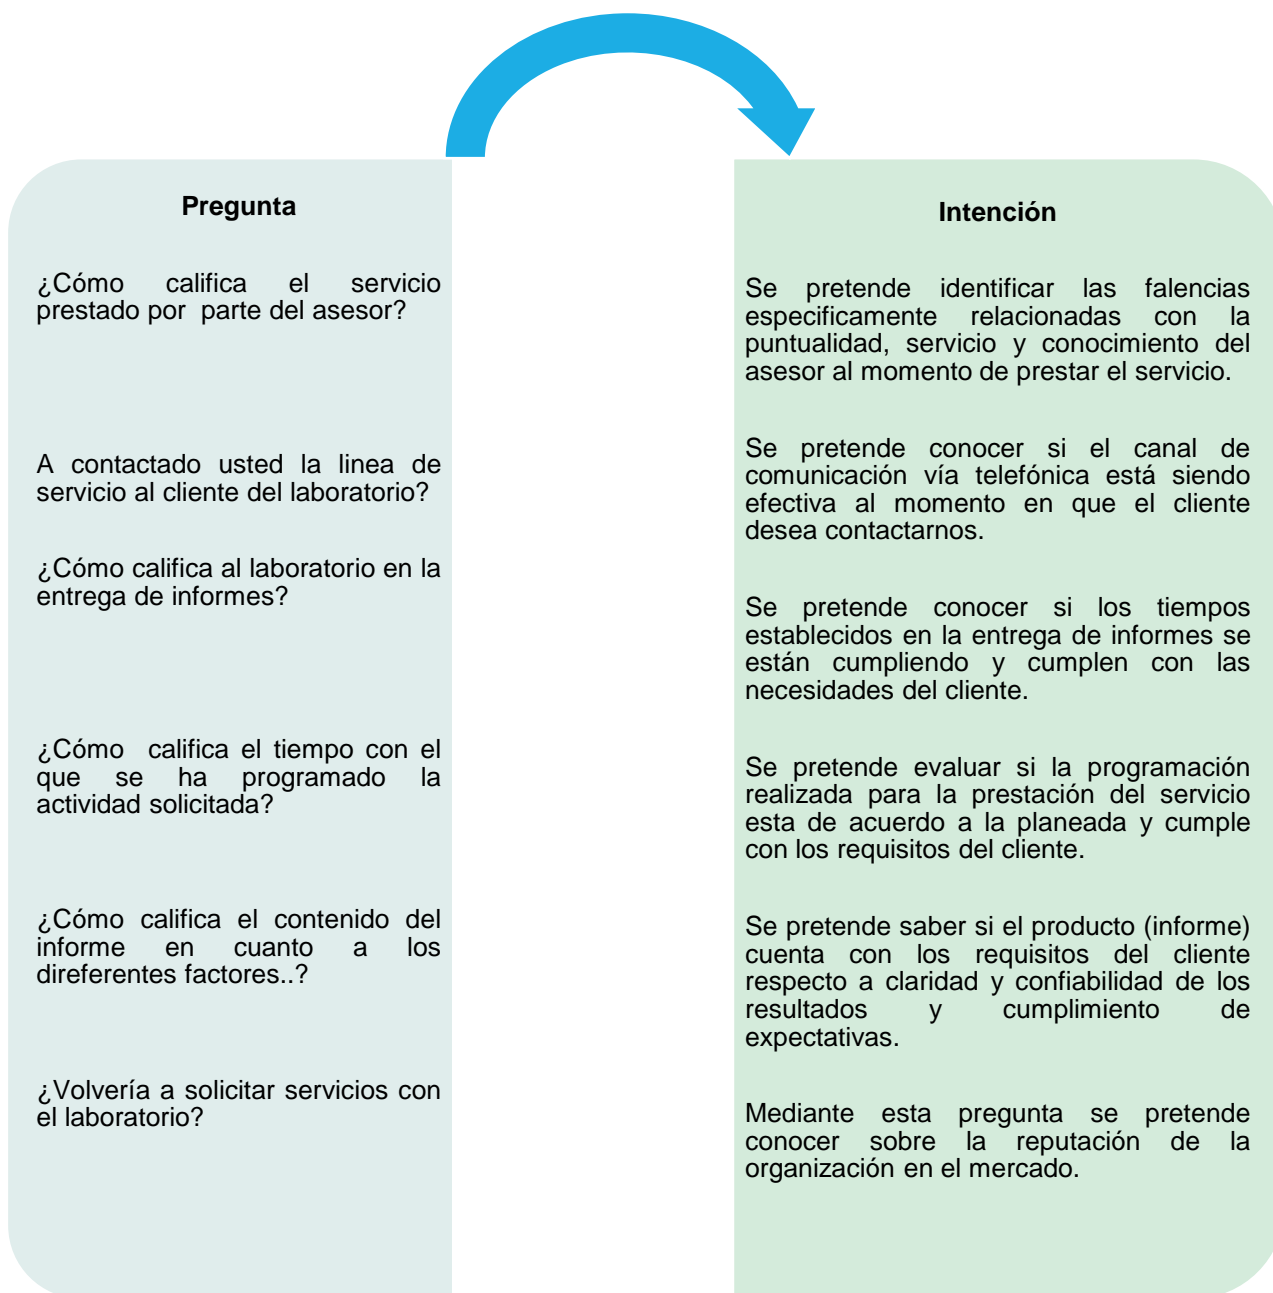 Pregunta
¿Cómo califica el servicio
prestado por parte del asesor?
A contactado usted la linea de
servicio al cliente del laboratorio?
¿Cómo califica al laboratorio en la
entrega de informes?
¿Cómo califica el tiempo con el
que se ha programado la
actividad solicitada?
¿Cómo califica el contenido del
informe en cuanto a los
direferentes factores..?
¿Volvería a solicitar servicios con
el laboratorio?
Intención
Se pretende identificar las falencias
especificamente relacionadas con la
puntualidad, servicio y conocimiento del
asesor al momento de prestar el servicio.
Se pretende conocer si el canal de
comunicación vía telefónica está siendo
efectiva al momento en que el cliente
desea contactarnos.
Se pretende conocer si los tiempos
establecidos en la entrega de informes se
están cumpliendo y cumplen con las
necesidades del cliente.
Se pretende evaluar si la programación
realizada para la prestación del servicio
esta de acuerdo a la planeada y cumple
con los requisitos del cliente.
Se pretende saber si el producto (informe)
cuenta con los requisitos del cliente
respecto a claridad y confiabilidad de los
resultados y cumplimiento de
expectativas.
Mediante esta pregunta se pretende
conocer sobre la reputación de la
organización en el mercado.